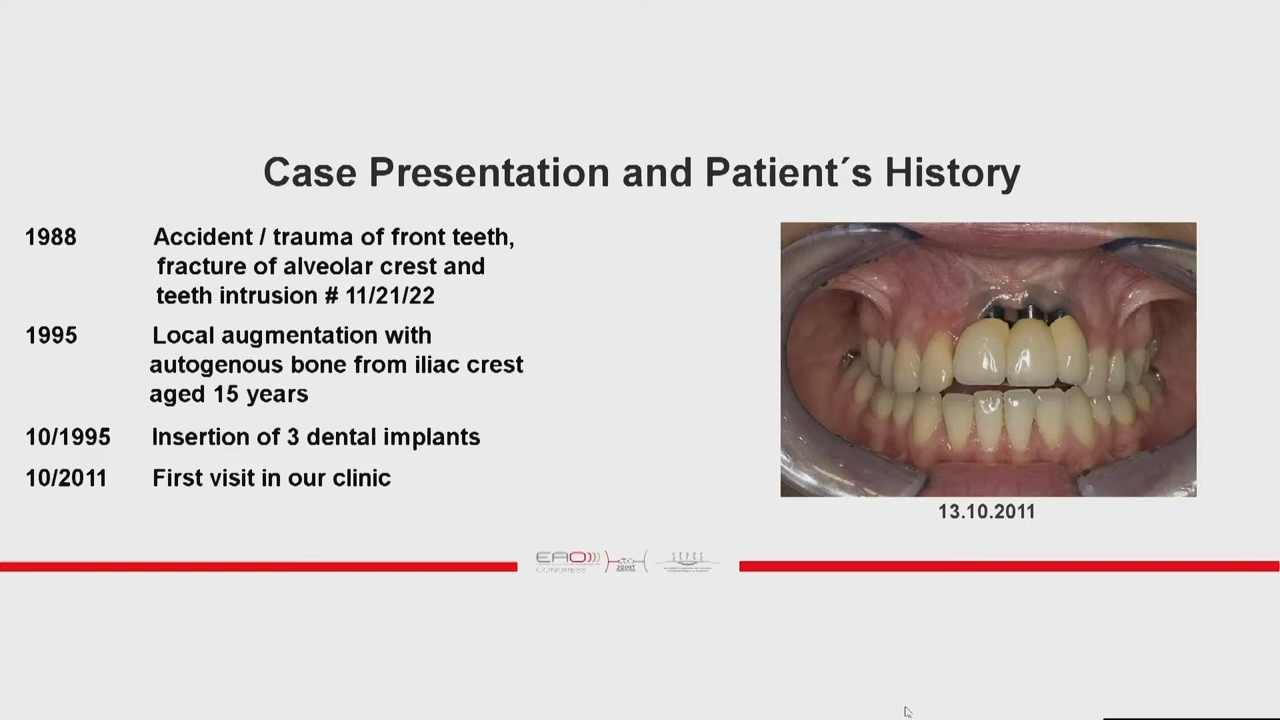 Case Presentation and Patient´s History
1988 Accident / trauma of front teeth,
fracture of alveolar crest and
teeth intrusion # 11/21/22
1995 Local augmentation with
autogenous bone from iliac crest
aged 15 years
10/1995 Insertion of 3 dental implants
10/2011 First visit in our clinic
13.10.2011
EAO
CONGRESS
JOINT
SEPES